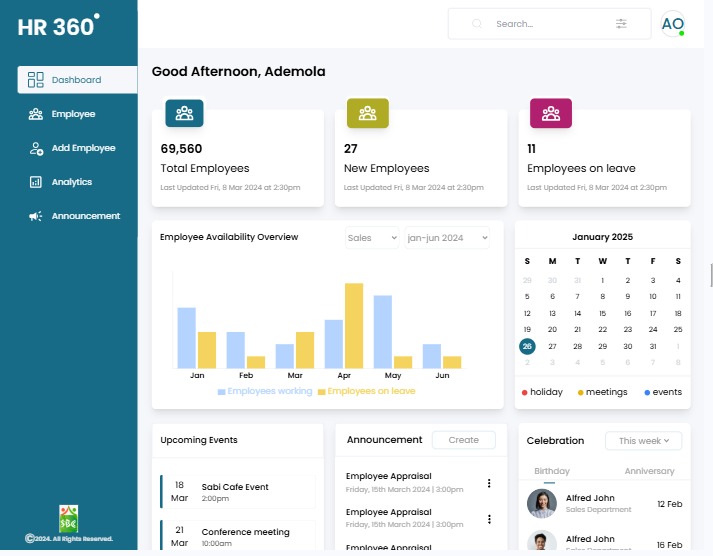 HR 360°
Search...
AO
Dashboard
Employee
Add Employee
Analytics
Announcement
Good Afternoon, Ademola
69,560
Total Employees
Last Updated Fri, 8 Mar 2024 at 2:30pm
27
New Employees
Last Updated Fri, 8 Mar 2024 at 2:30pm
11
Employees on leave
Last Updated Fri, 8 Mar 2024 at 2:30pm
Employee Availability Overview
Sales
jan-jun 2024
Jan Feb Mar Apr May Jun
Employees working Employees on leave
January 2025
S M T W T F S
29 30 31 1 2 3 4
5 6 7 8 9 10 11
12 13 14 15 16 17 18
19 20 21 22 23 24 25
26 27 28 29 30 31 1
2 3 4 5 6 7 8
holiday meetings events
Upcoming Events
18 Mar
Sabi Cafe Event
2:00pm
21 Mar
Conference meeting
10:00am
Announcement
Create
Employee Appraisal
Friday, 15th March 2024 | 3:00pm
Employee Appraisal
Friday, 15th March 2024 | 3:00pm
Employee Appraisal
Celebration
This week
Birthday Anniversary
Alfred John
Sales Department
12 Feb
Alfred John
Sales Department
16 Feb
©2024. All Rights Reserved.